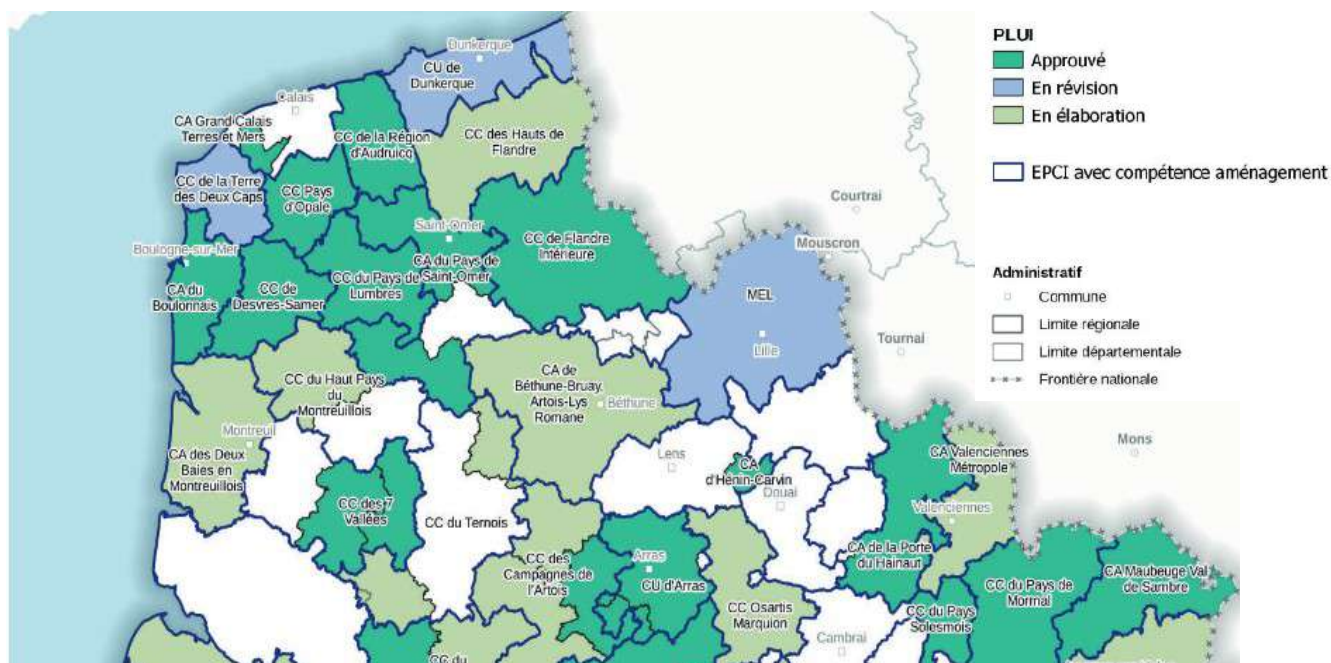 Dunkerque
CU de
Dunkerque
Calais
CA Grand Calais
Terres et Mers
CC de la Région
d'Audruicq
CC des Hauts de
Flandre
CC de la Terre
des Deux Caps
CC Pays
d'Opale
Saint-Omer
Boulogne-sur-Mer
CC de Flandre
Intérieure
CA du Pays de
Saint-Omer
CA du
Boulonnais
CC de
Desvres-Samer
CC du Pays de
Lumbres
MEL
Lille
CC du Haut Pays
du
Montreuillois
CA de
Béthune-Bruay,
Artois-Lys
Romane
Béthune
Montreuil
CA des Deux
Baies en
Montreuillois
Lens
CA
d'Hénin-Carvin
Douai
CA Valenciennes
Métropole
Valenciennes
CC des 7
Vallées
CC du Ternois
CC des
Campagnes de
l'Artois
Arras
CU d'Arras
CA de la Porte
du Hainaut
CC Osartis
Marquion
CC du Pays de
Mormal
CA Maubeuge Val
de Sambre
CC du Pays
Solesmois
Cambrai
CC du
Courtrai
Mouscron
Tournai
Mons
PLUI
Approuvé
En révision
En élaboration
EPCI avec compétence aménagement
Administratif
Commune
Limite régionale
Limite départementale
Frontière nationale